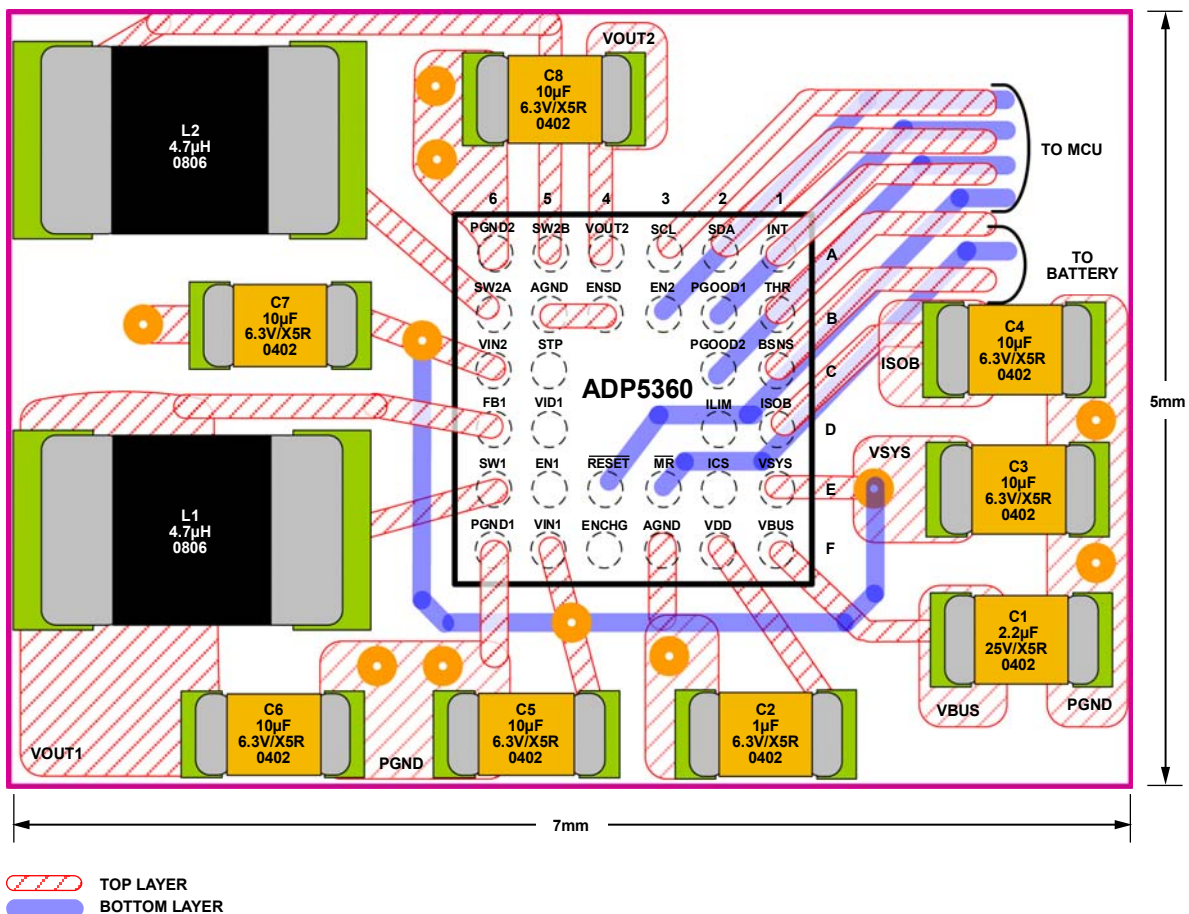 VOUT2
C8
10µF
6.3V/X5R
0402
L2
4.7µH
0806
TO MCU
6 5 4 3 2 1
PGND2 SW2B VOUT2 SCL SDA INT
A
TO
BATTERY
SW2A AGND ENSD EN2 PGOOD1 THR
B
C7
10µF
6.3V/X5R
0402
C4
10µF
6.3V/X5R
0402
VIN2 STP PGOOD2 BSNS
C
ISOB
ADP5360
5mm
FB1 VID1 ILIM ISOB
D
VSYS
SW1 EN1 RESET MR ICS VSYS
E
C3
10µF
6.3V/X5R
0402
L1
4.7µH
0806
PGND1 VIN1 ENCHG AGND VDD VBUS
F
C1
2.2µF
25V/X5R
0402
VBUS
PGND
C6
10µF
6.3V/X5R
0402
C5
10µF
6.3V/X5R
0402
C2
1µF
6.3V/X5R
0402
VOUT1
PGND
7mm
TOP LAYER
BOTTOM LAYER